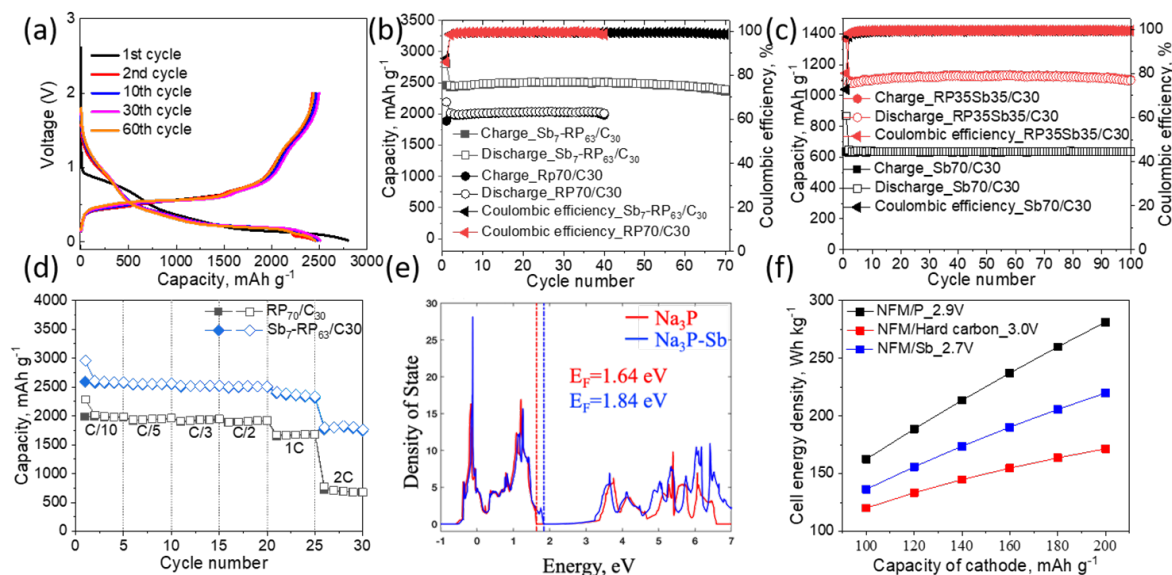 (a)
Voltage (V)
2
1
0
1st cycle
2nd cycle
10th cycle
30th cycle
60th cycle
0 500 1000 1500 2000 2500 3000
Capacity, mAh g⁻¹
(b)
Capacity, mAh g⁻¹
3500
3000
2500
2000
1500
1000
500
0
Charge_Sb₇-RP₆₃/C₃₀
Discharge_Sb₇-RP₆₃/C₃₀
Charge_Rp70/C30
Discharge_RP70/C30
Coulombic efficiency_Sb₇-RP₆₃/C₃₀
Coulombic efficiency_RP70/C30
100
80
60
40
20
0
Coulombic efficiency, %
0 10 20 30 40 50 60 70
Cycle number
(c)
Capacity, mAh g⁻¹
1400
1200
1000
800
600
400
200
0
Charge_RP35Sb35/C30
Discharge_RP35Sb35/C30
Coulombic efficiency_RP35Sb35/C30
Charge_Sb70/C30
Discharge_Sb70/C30
Coulombic efficiency_Sb70/C30
100
80
60
40
20
0
Coulombic efficiency, %
0 10 20 30 40 50 60 70 80 90 100
Cycle number
(d)
Capacity, mAh g⁻¹
4000
3500
3000
2500
2000
1500
1000
500
0
RP₇₀/C₃₀
Sb₇-RP₆₃/C30
C/10 C/5 C/3 C/2 1C 2C
0 5 10 15 20 25 30
Cycle number
(e)
Density of State
30
25
20
15
10
5
0
Na₃P
Na₃P-Sb
E_F=1.64 eV
E_F=1.84 eV
-1 0 1 2 3 4 5 6 7
Energy, eV
(f)
Cell energy density, Wh kg⁻¹
300
250
200
150
100
NFM/P_2.9V
NFM/Hard carbon_3.0V
NFM/Sb_2.7V
100 120 140 160 180 200
Capacity of cathode, mAh g⁻¹